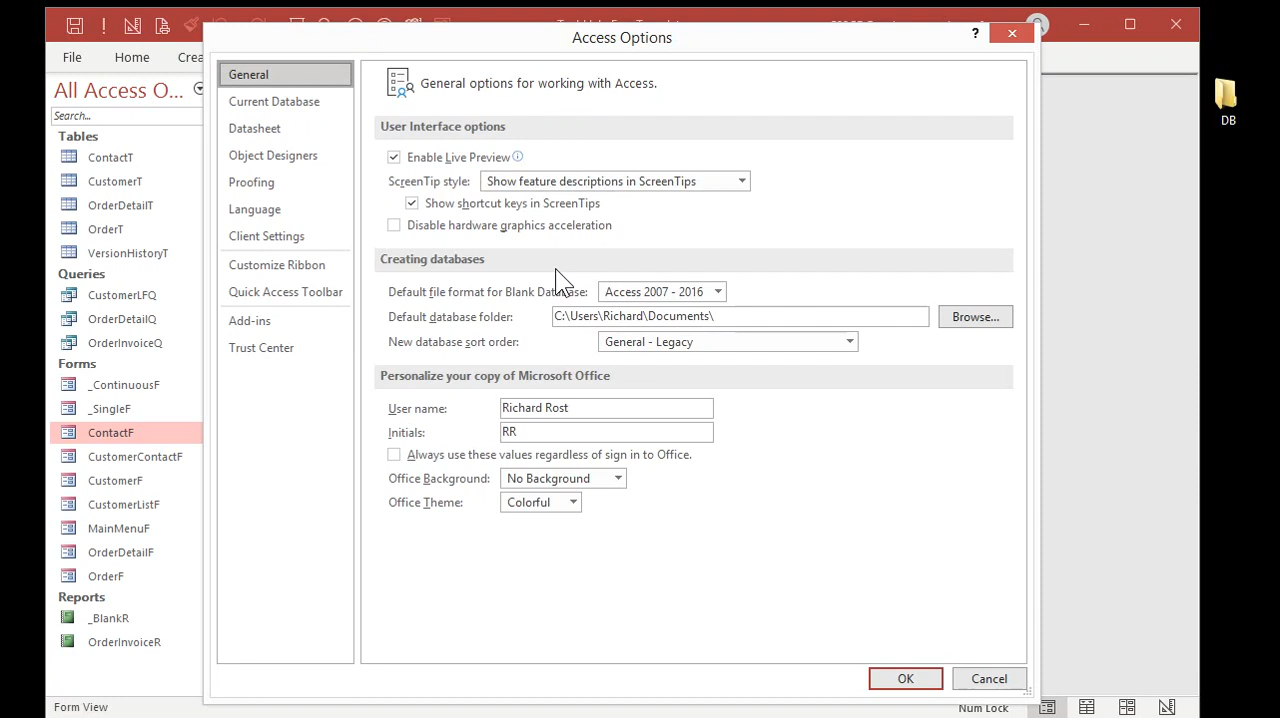 Access Options
?
File
Home
Crea
All Access O...
Search...
Tables
ContactT
CustomerT
OrderDetailT
OrderT
VersionHistoryT
Queries
CustomerLFQ
OrderDetailQ
OrderInvoiceQ
Forms
_ContinuousF
_SingleF
ContactF
CustomerContactF
CustomerF
CustomerListF
MainMenuF
OrderDetailF
OrderF
Reports
_BlankR
OrderInvoiceR
Form View
General
Current Database
Datasheet
Object Designers
Proofing
Language
Client Settings
Customize Ribbon
Quick Access Toolbar
Add-ins
Trust Center
General options for working with Access.
User Interface options
Enable Live Preview
ScreenTip style: Show feature descriptions in ScreenTips
Show shortcut keys in ScreenTips
Disable hardware graphics acceleration
Creating databases
Default file format for Blank Database: Access 2007 - 2016
Default database folder: C:\Users\Richard\Documents\ Browse...
New database sort order: General - Legacy
Personalize your copy of Microsoft Office
User name: Richard Rost
Initials: RR
Always use these values regardless of sign in to Office.
Office Background: No Background
Office Theme: Colorful
OK Cancel
Num Lock
DB